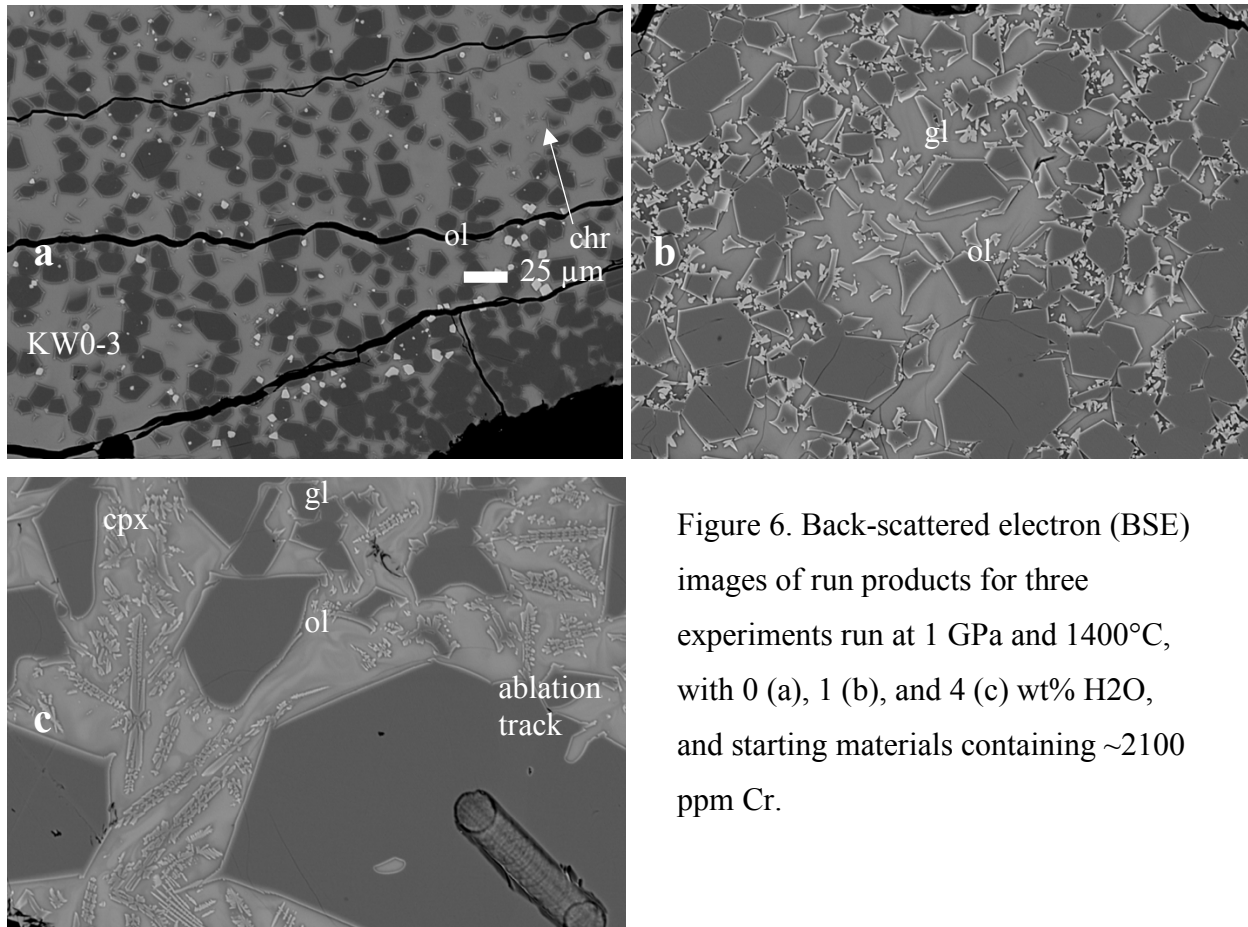 ol
chr
a
25 µm
KW0-3
gl
b
ol
gl
cpx
ol
ablation
track
c
Figure 6. Back-scattered electron (BSE)
images of run products for three
experiments run at 1 GPa and 1400°C,
with 0 (a), 1 (b), and 4 (c) wt% H2O,
and starting materials containing ~2100
ppm Cr.